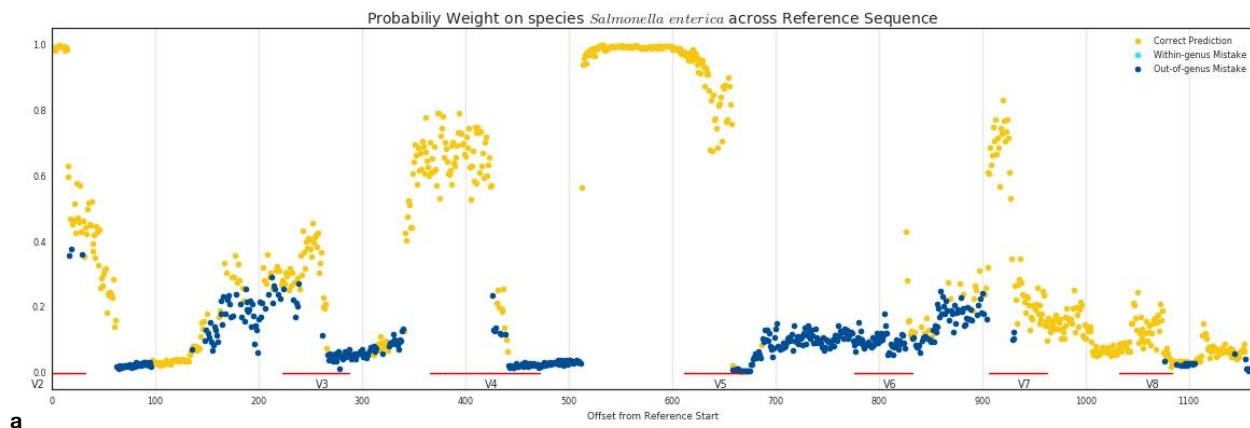 Probabiliy Weight on species Salmonella enterica across Reference Sequence
1.0
Correct Prediction
Within-genus Mistake
Out-of-genus Mistake
0.8
0.6
0.4
0.2
0.0
V2 V3 V4 V5 V6 V7 V8
0 100 200 300 400 500 600 700 800 900 1000 1100
Offset from Reference Start
a